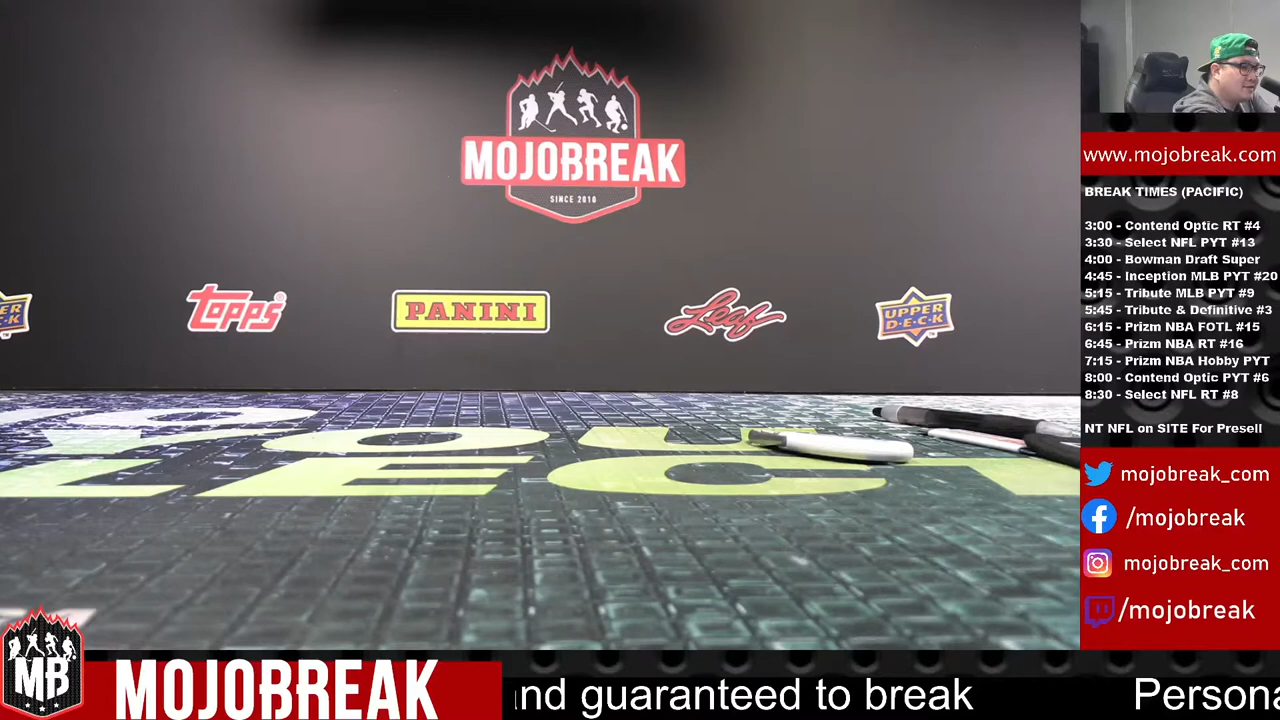 MOJOBREAK
SINCE 2010
TOPPS
PANINI
Leaf
UPPER
D·E·C·K
YOU
LECT
www.mojobreak.com
BREAK TIMES (PACIFIC)
3:00 - Contend Optic RT #4
3:30 - Select NFL PYT #13
4:00 - Bowman Draft Super
4:45 - Inception MLB PYT #20
5:15 - Tribute MLB PYT #9
5:45 - Tribute & Definitive #3
6:15 - Prizm NBA FOTL #15
6:45 - Prizm NBA RT #16
7:15 - Prizm NBA Hobby PYT
8:00 - Contend Optic PYT #6
8:30 - Select NFL RT #8
NT NFL on SITE For Presell
mojobreak_com
/mojobreak
mojobreak_com
/mojobreak
MB
MOJOBREAK
nd guaranteed to break Persona